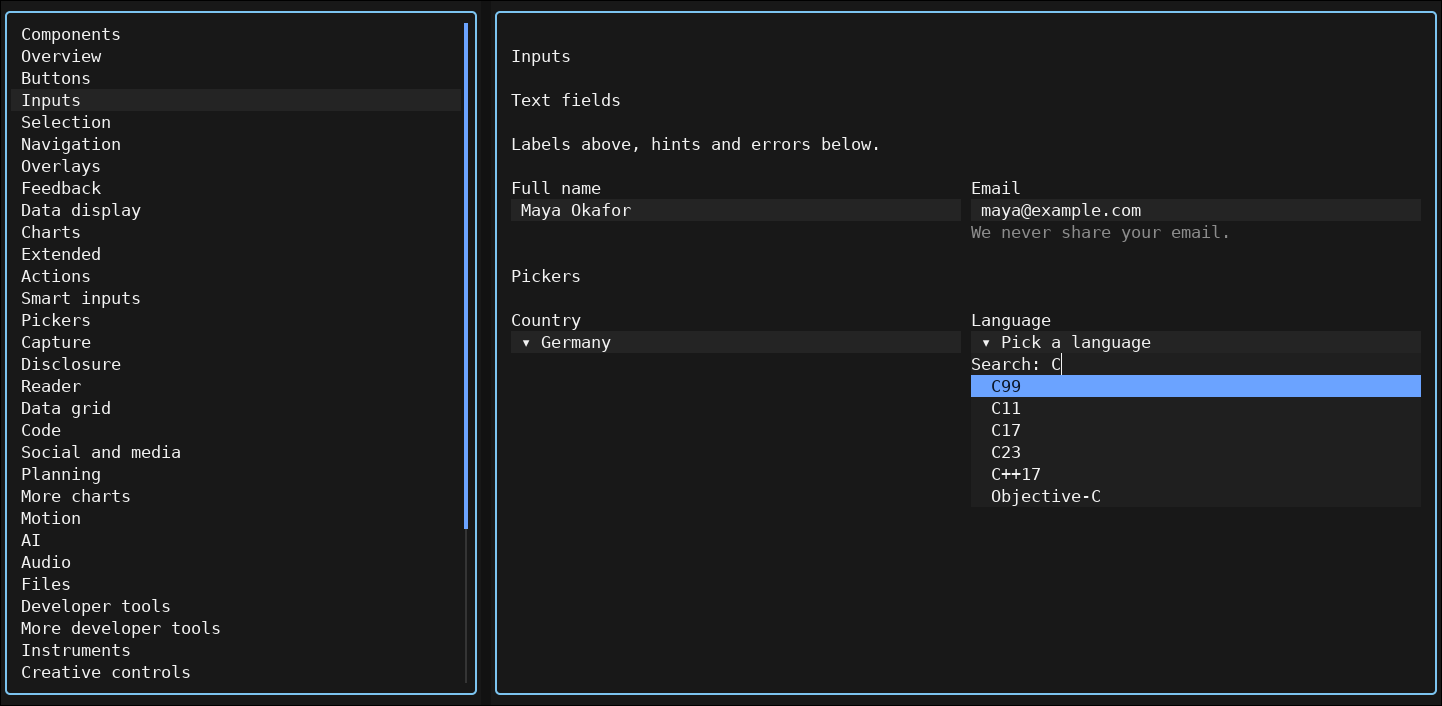 Components
Overview
Buttons
Inputs
Selection
Navigation
Overlays
Feedback
Data display
Charts
Extended
Actions
Smart inputs
Pickers
Capture
Disclosure
Reader
Data grid
Code
Social and media
Planning
More charts
Motion
AI
Audio
Files
Developer tools
More developer tools
Instruments
Creative controls
Inputs
Text fields
Labels above, hints and errors below.
Full name
Maya Okafor
Email
maya@example.com
We never share your email.
Pickers
Country
▾ Germany
Language
▾ Pick a language
Search: C
C99
C11
C17
C23
C++17
Objective-C